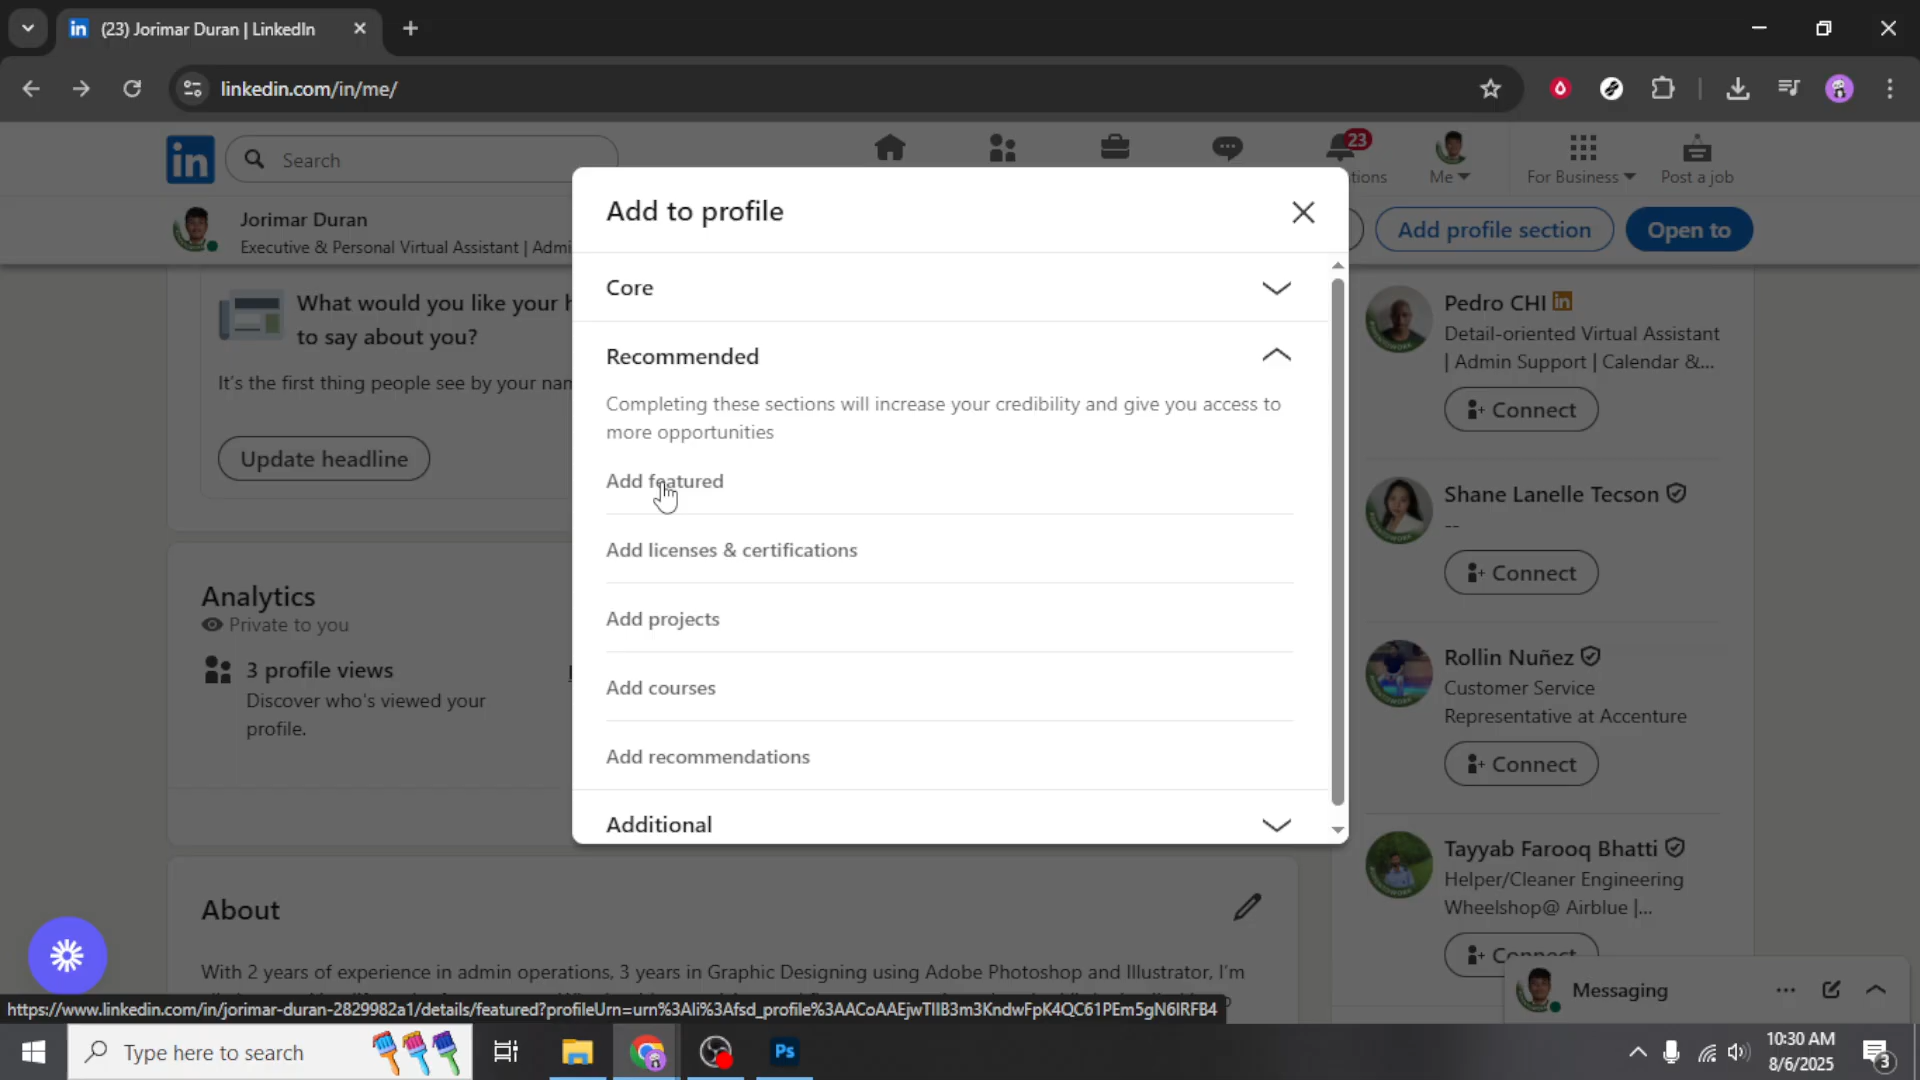 (23) Jorimar Duran | LinkedIn
linkedin.com/in/me/
in
Search
23
tions
Me
For Business
Post a job
Jorimar Duran
Executive & Personal Virtual Assistant | Admi
Add profile section
Open to
Add to profile
Core
Recommended
Completing these sections will increase your credibility and give you access to
more opportunities
Add featured
Add licenses & certifications
Add projects
Add courses
Add recommendations
Additional
What would you like your h
to say about you?
It's the first thing people see by your nam
Update headline
Analytics
Private to you
3 profile views
Discover who's viewed your
profile.
About
With 2 years of experience in admin operations, 3 years in Graphic Designing using Adobe Photoshop and Illustrator, I'm
Pedro CHI in
Detail-oriented Virtual Assistant
| Admin Support | Calendar &...
Connect
Shane Lanelle Tecson
--
Connect
Rollin Nuñez
Customer Service
Representative at Accenture
Connect
Tayyab Farooq Bhatti
Helper/Cleaner Engineering
Wheelshop@ Airblue |...
Connect
Messaging
https://www.linkedin.com/in/jorimar-duran-2829982a1/details/featured?profileUrn=urn%3Ali%3Afsd_profile%3AACoAAEjwTIIB3m3KndwFpK4QC61PEm5gN6IRFB4
Type here to search
Ps
10:30 AM
8/6/2025
3